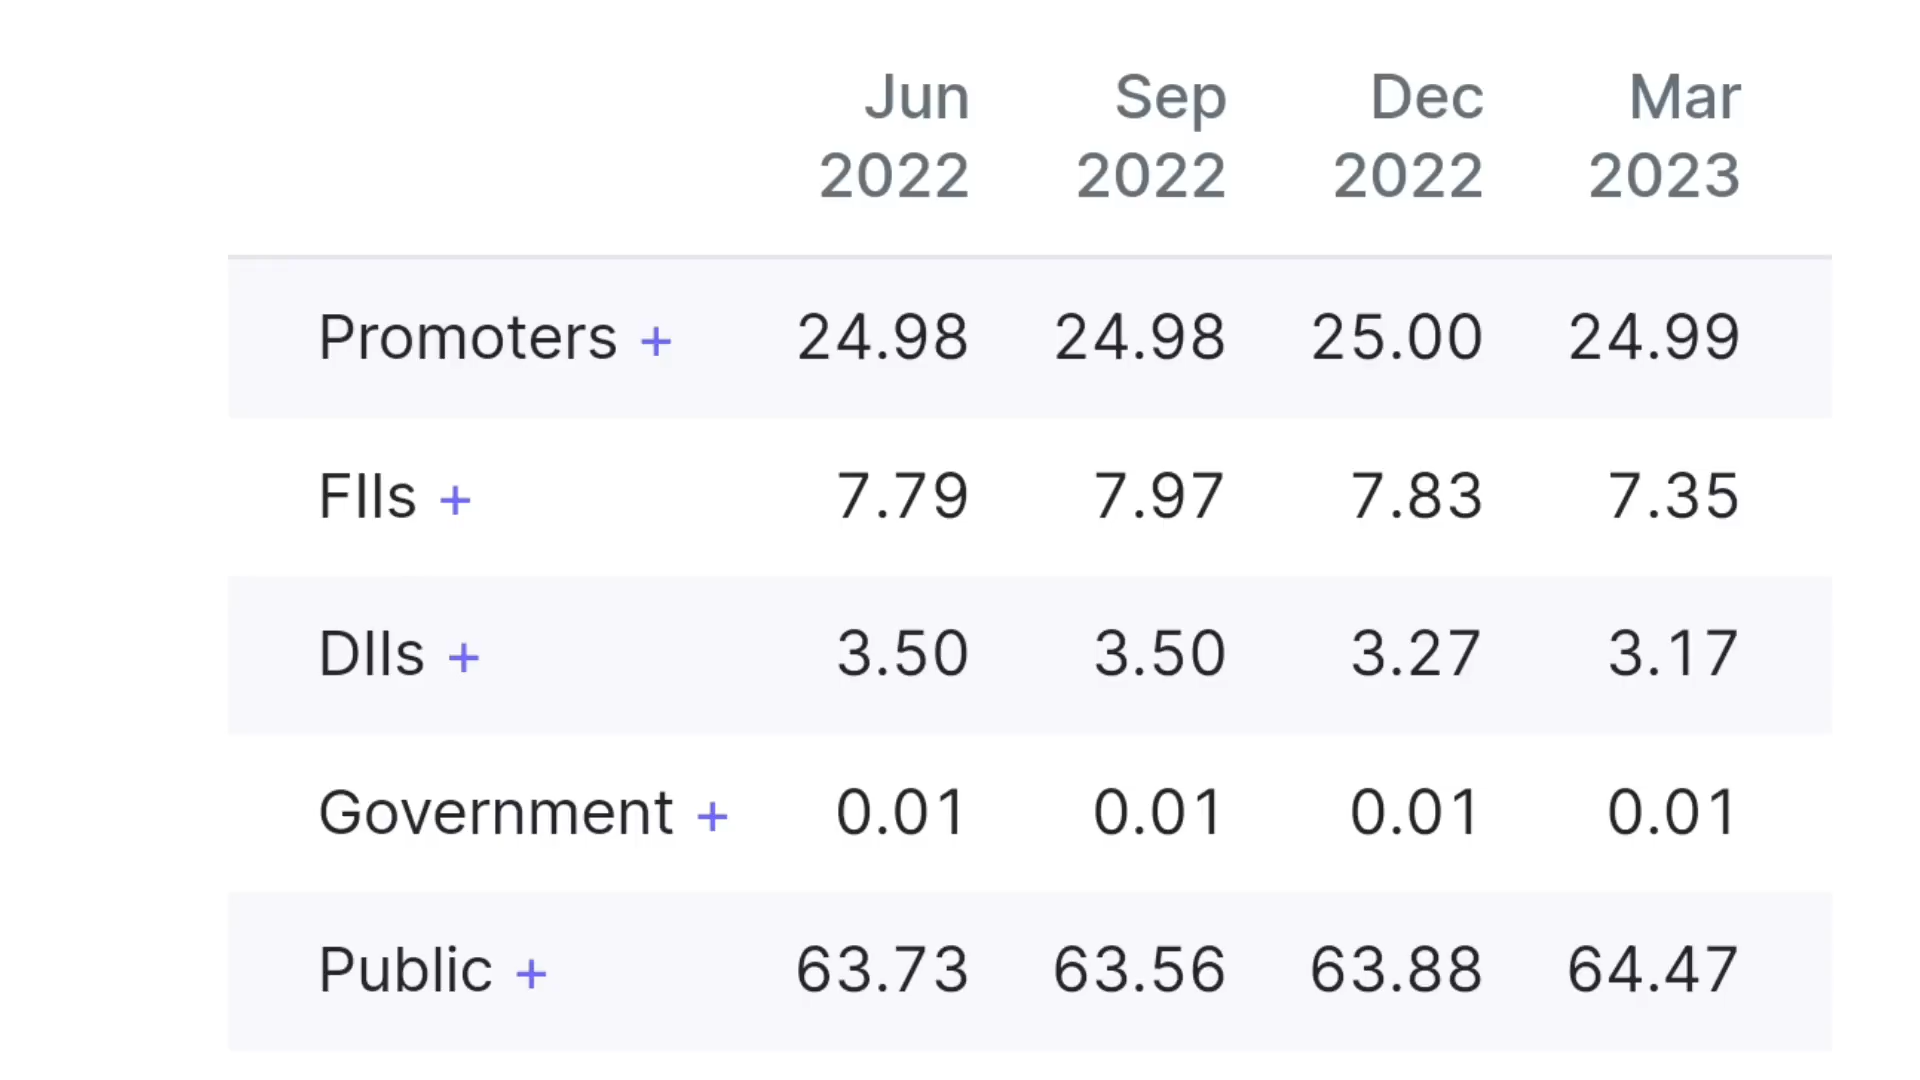 Jun Sep Dec Mar
2022 2022 2022 2023
Promoters + 24.98 24.98 25.00 24.99
FIIs + 7.79 7.97 7.83 7.35
DIIs + 3.50 3.50 3.27 3.17
Government + 0.01 0.01 0.01 0.01
Public + 63.73 63.56 63.88 64.47